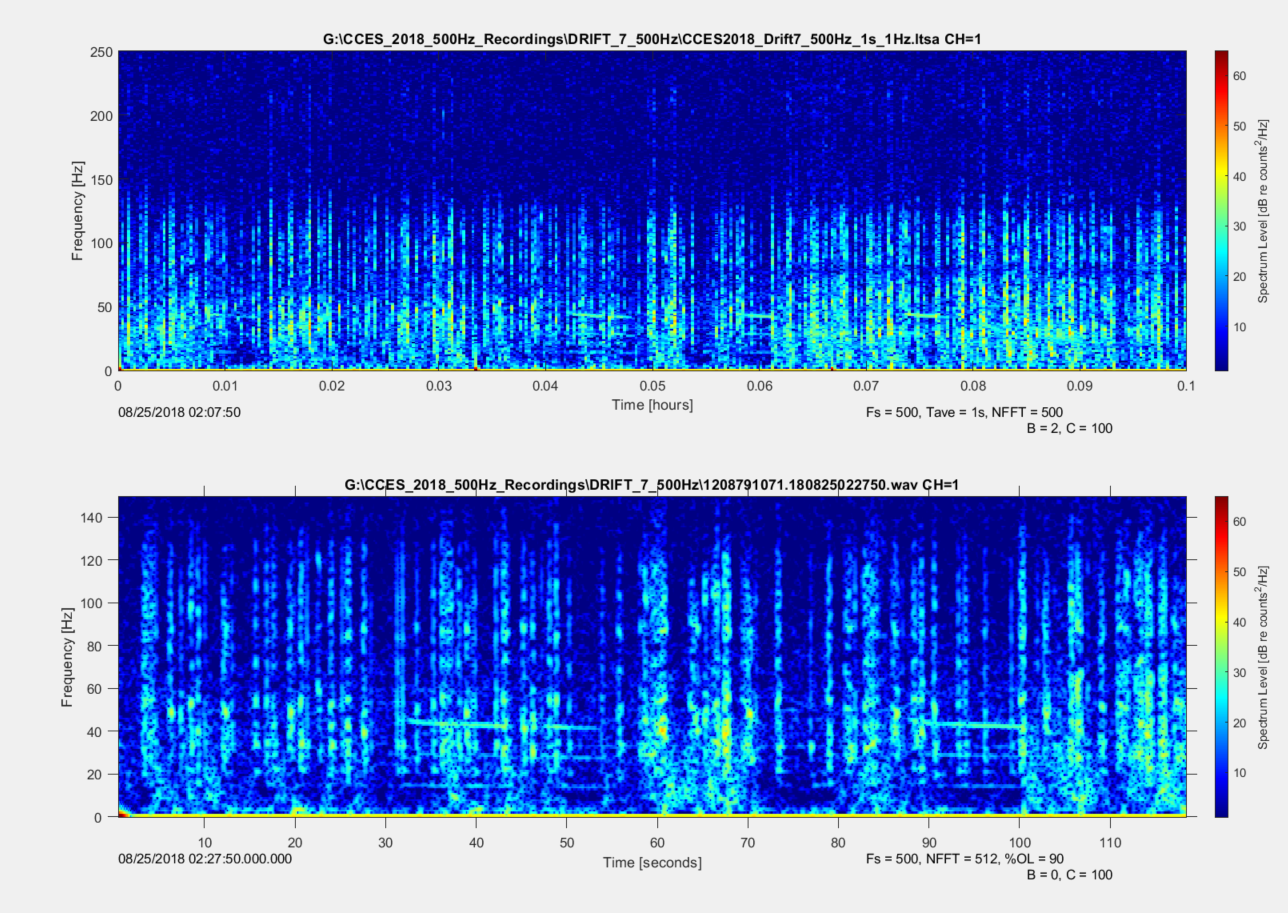 G:\CCES_2018_500Hz_Recordings\DRIFT_7_500Hz\CCES2018_Drift7_500Hz_1s_1Hz.ltsa CH=1
250
200
150
100
50
0
Frequency [Hz]
0 0.01 0.02 0.03 0.04 0.05 0.06 0.07 0.08 0.09 0.1
Time [hours]
08/25/2018 02:07:50
Fs = 500, Tave = 1s, NFFT = 500
B = 2, C = 100
60
50
40
30
20
10
Spectrum Level [dB re counts²/Hz]
G:\CCES_2018_500Hz_Recordings\DRIFT_7_500Hz\1208791071.180825022750.wav CH=1
140
120
100
80
60
40
20
0
Frequency [Hz]
10 20 30 40 50 60 70 80 90 100 110
Time [seconds]
08/25/2018 02:27:50.000.000
Fs = 500, NFFT = 512, %OL = 90
B = 0, C = 100
60
50
40
30
20
10
Spectrum Level [dB re counts²/Hz]